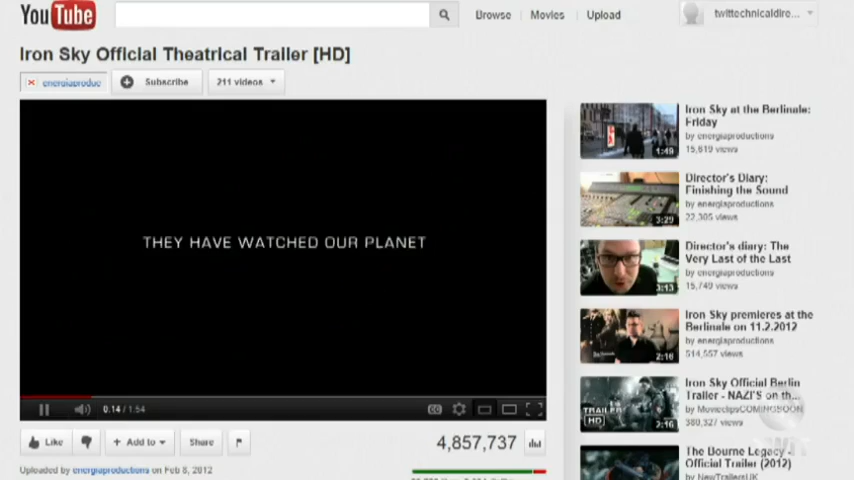 YouTube
Browse
Movies
Upload
twittechnicaldire...
Iron Sky Official Theatrical Trailer [HD]
energiaproduc
Subscribe
211 videos
THEY HAVE WATCHED OUR PLANET
0:14 / 1:54
CC
Like
Add to
Share
4,857,737
Uploaded by energiaproductions on Feb 8, 2012
Iron Sky at the Berlinale:
Friday
by energiaproductions
15,819 views
1:49
Director's Diary:
Finishing the Sound
by energiaproductions
22,305 views
3:29
Director's diary: The
Very Last of the Last
by energiaproductions
15,749 views
3:13
Iron Sky premieres at the
Berlinale on 11.2.2012
by energiaproductions
514,557 views
2:16
Iron Sky Official Berlin
Trailer - NAZI'S on th...
by MovieclipsCOMINGSOON
380,327 views
TRAILER
HD
2:16
The Bourne Legacy -
Official Trailer (2012)
by NewTrailersUK
TWiT